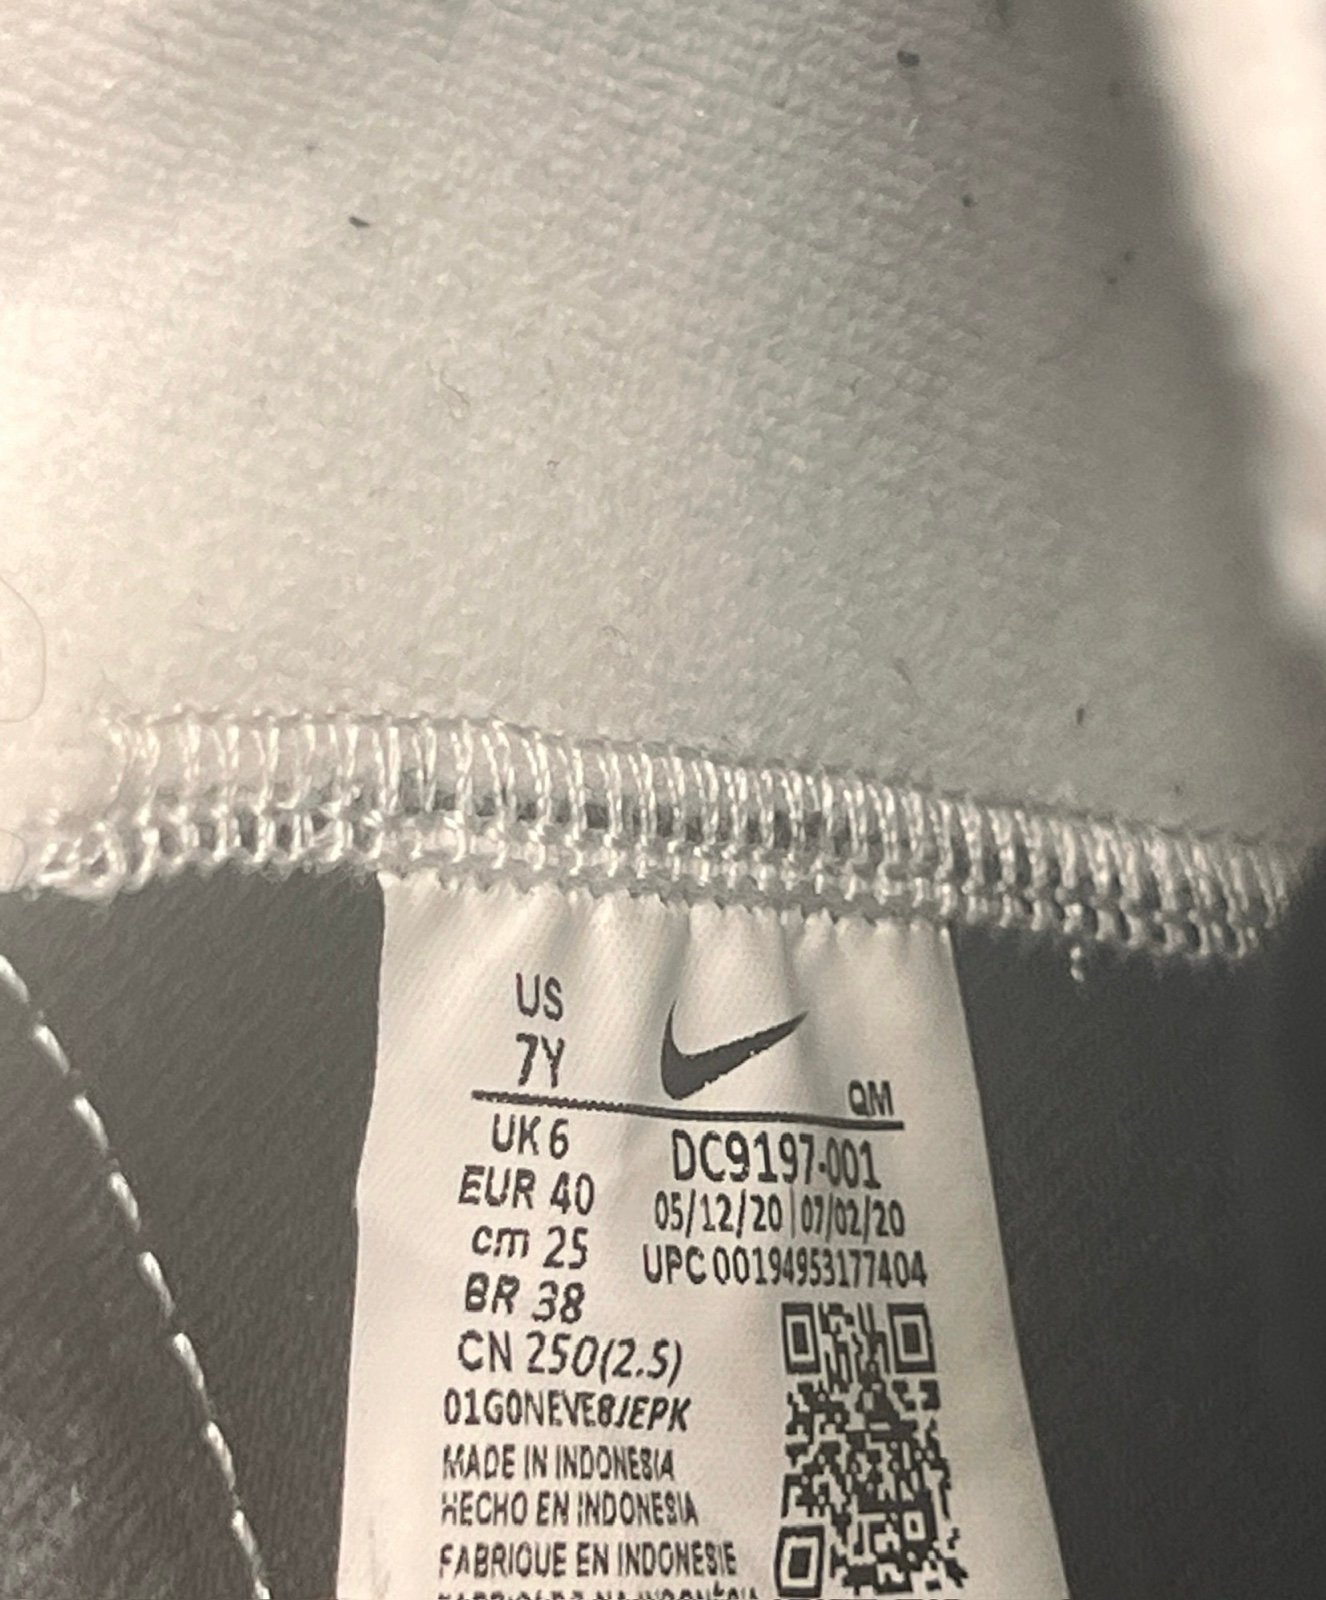 US
7Y
QM
UK 6
EUR 40
cm 25
BR 38
CN 250(2.5)
DC9197-001
05/12/20|07/02/20
UPC 00194953177404
01G0NEVE8JEPK
MADE IN INDONESIA
HECHO EN INDONESIA
FABRIQUE EN INDONESIE